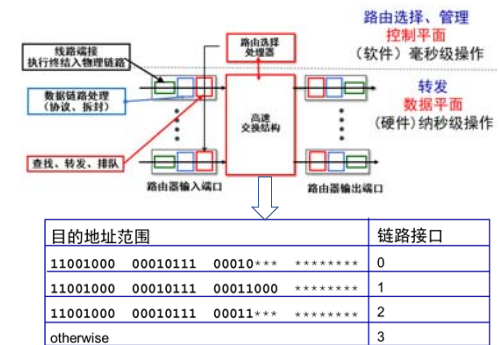 路由选择、管理
控制平面
（软件）毫秒级操作
线路端接
执行终结入物理链路
路由选择
处理器
数据链路处理
（协议、拆封）
高速
交换结构
转发
数据平面
（硬件）纳秒级操作
查找、转发、排队
路由器输入端口
路由器输出端口
目的地址范围 链路接口
11001000 00010111 00010*** ******** 0
11001000 00010111 00011000 ******** 1
11001000 00010111 00011*** ******** 2
otherwise 3